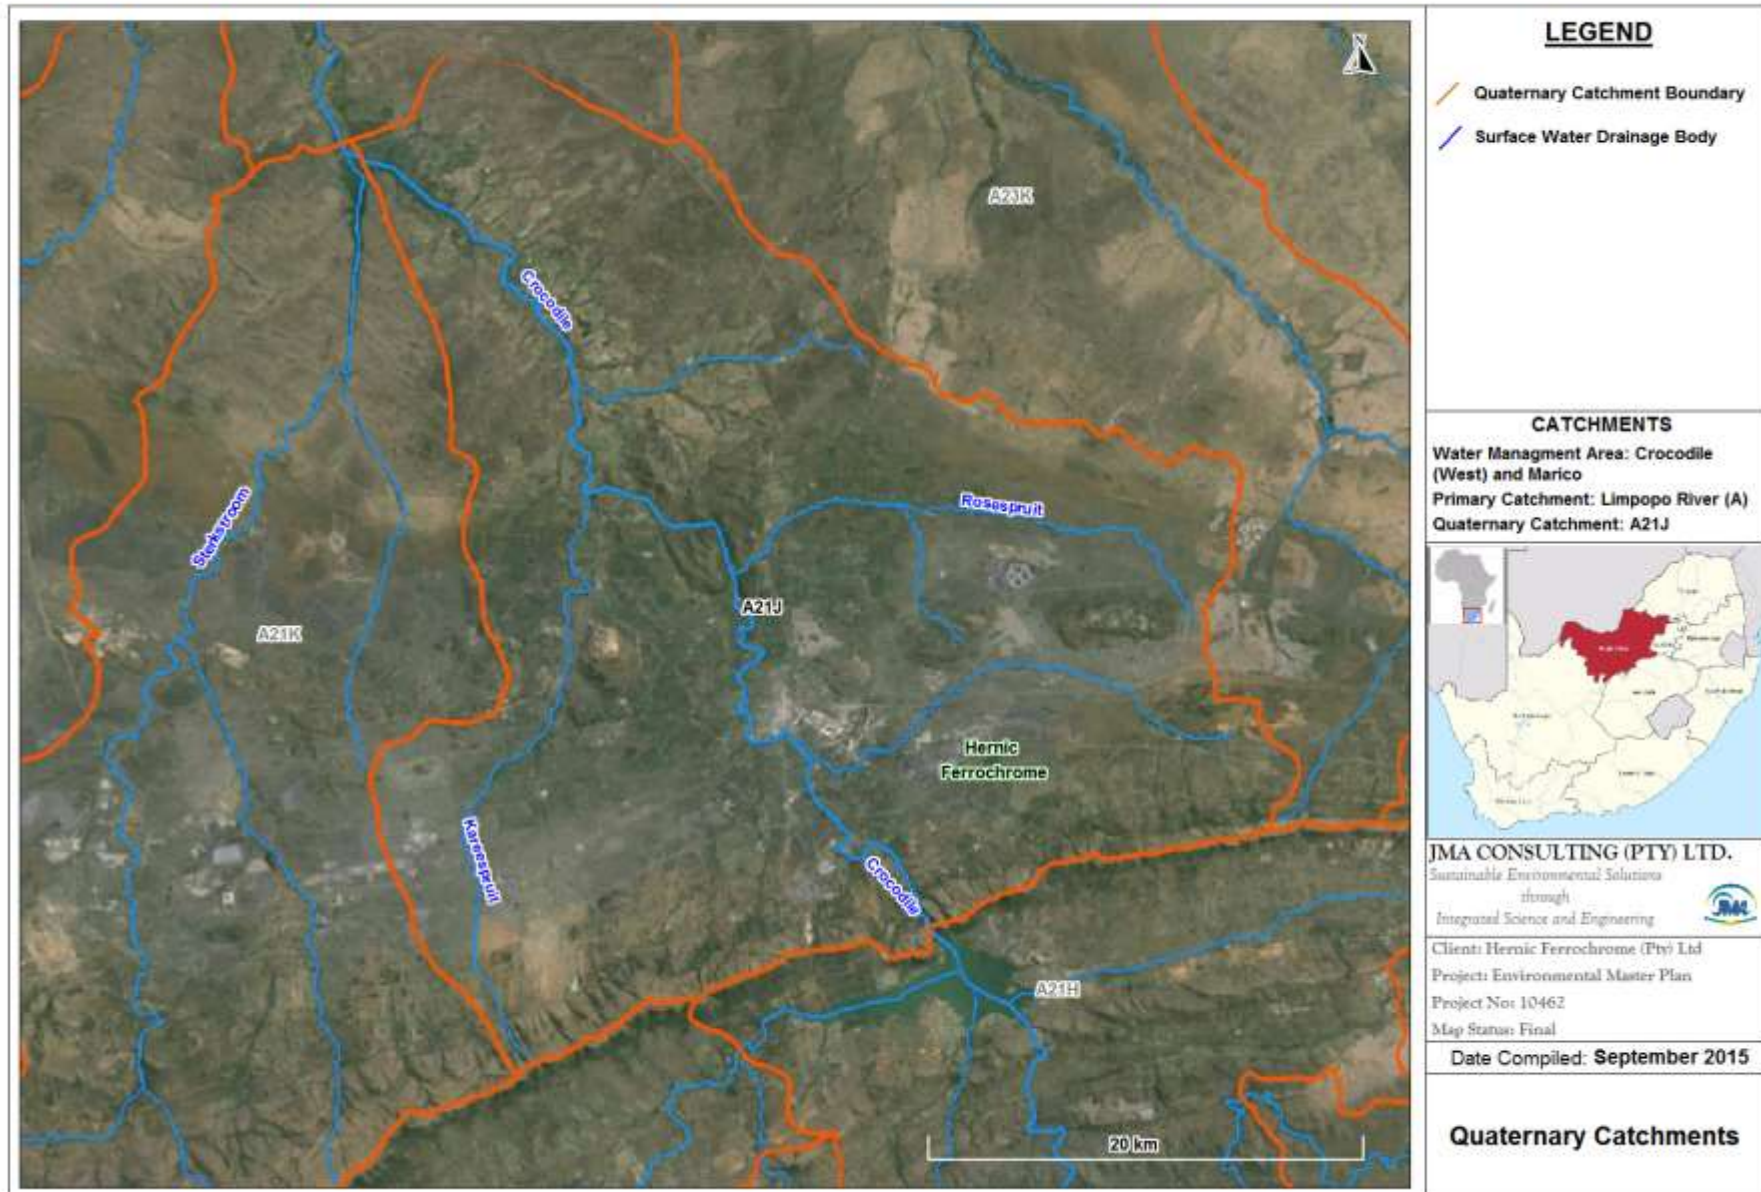 N
A23K
Crocodile
Rosespruit
Sterkstroom
A21J
A21K
Hernic
Ferrochrome
Kareespruit
Crocodile
A21H
20 km
LEGEND
Quaternary Catchment Boundary
Surface Water Drainage Body
CATCHMENTS
Water Managment Area: Crocodile
(West) and Marico
Primary Catchment: Limpopo River (A)
Quaternary Catchment: A21J
JMA CONSULTING (PTY) LTD.
Sustainable Environmental Solutions
through
Integrated Science and Engineering
JMA
Client: Hernic Ferrochrome (Pty) Ltd
Project: Environmental Master Plan
Project No: 10462
Map Status: Final
Date Compiled: September 2015
Quaternary Catchments